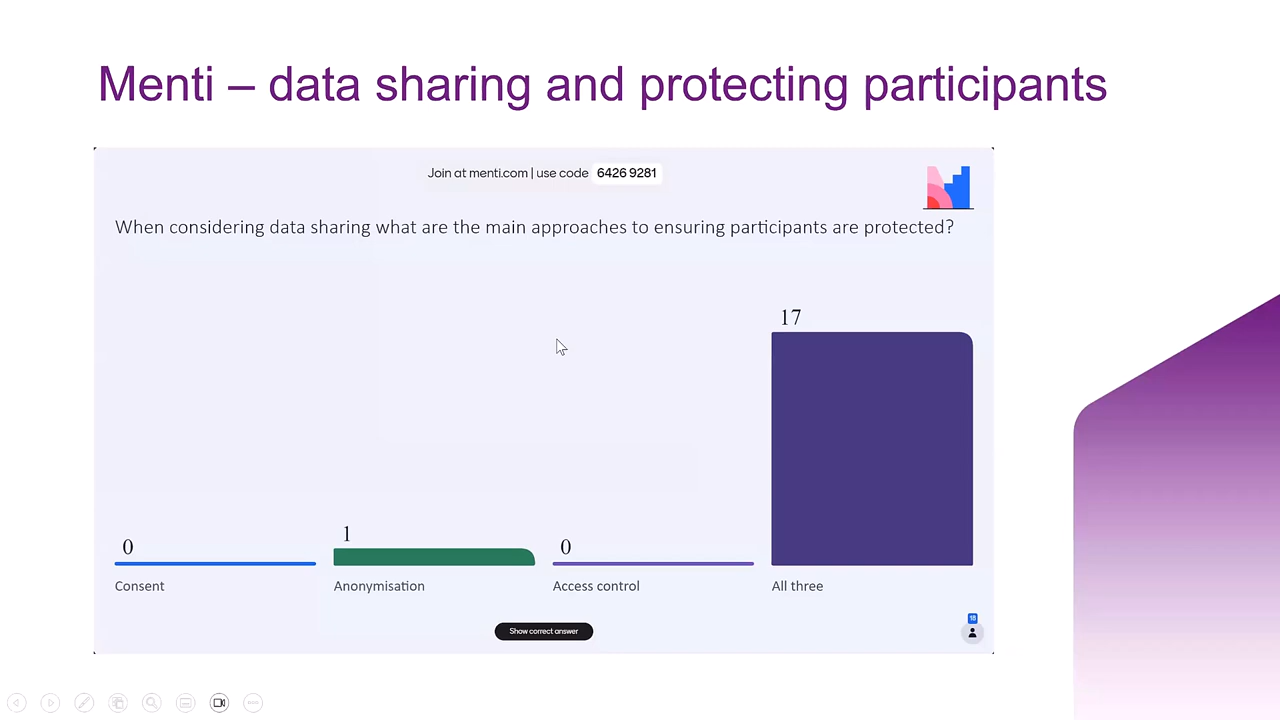 Menti – data sharing and protecting participants
Join at menti.com | use code 6426 9281
When considering data sharing what are the main approaches to ensuring participants are protected?
17
0
1
0
Consent
Anonymisation
Access control
All three
Show correct answer
18